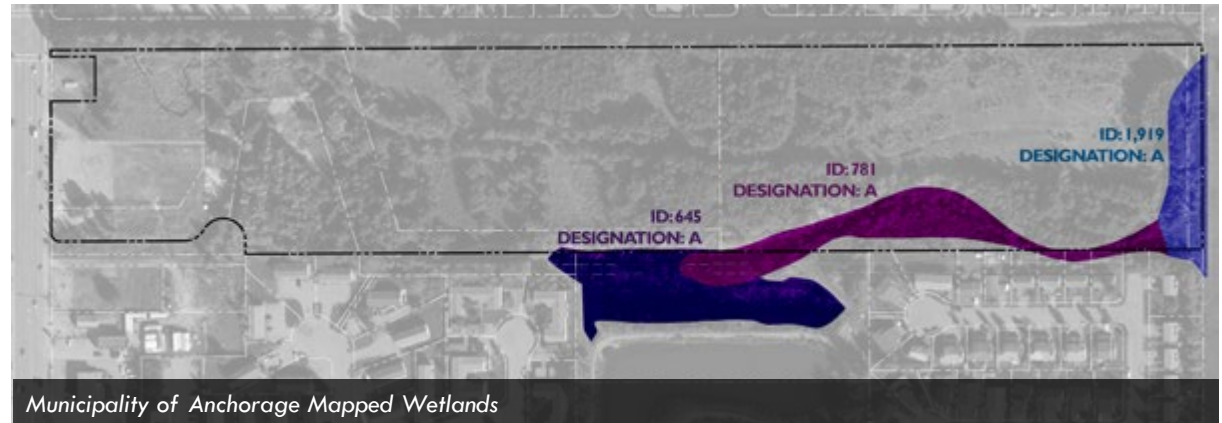 ID: 1,919
DESIGNATION: A
ID: 781
DESIGNATION: A
ID: 645
DESIGNATION: A
Municipality of Anchorage Mapped Wetlands